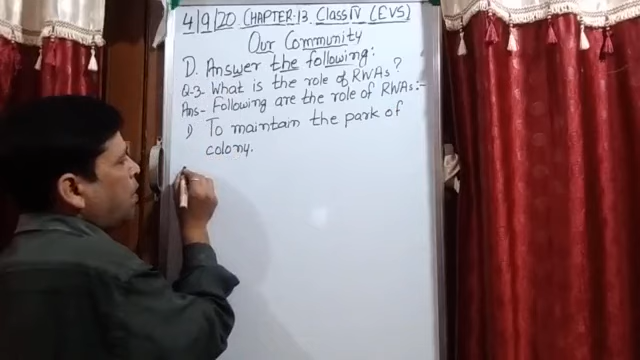 4/9/20 CHAPTER-13. Class IV (EVS)
Our Community
D. Answer the following:
Q.3- What is the role of RWAs?
Ans- Following are the role of RWAs:-
1) To maintain the park of
colony.